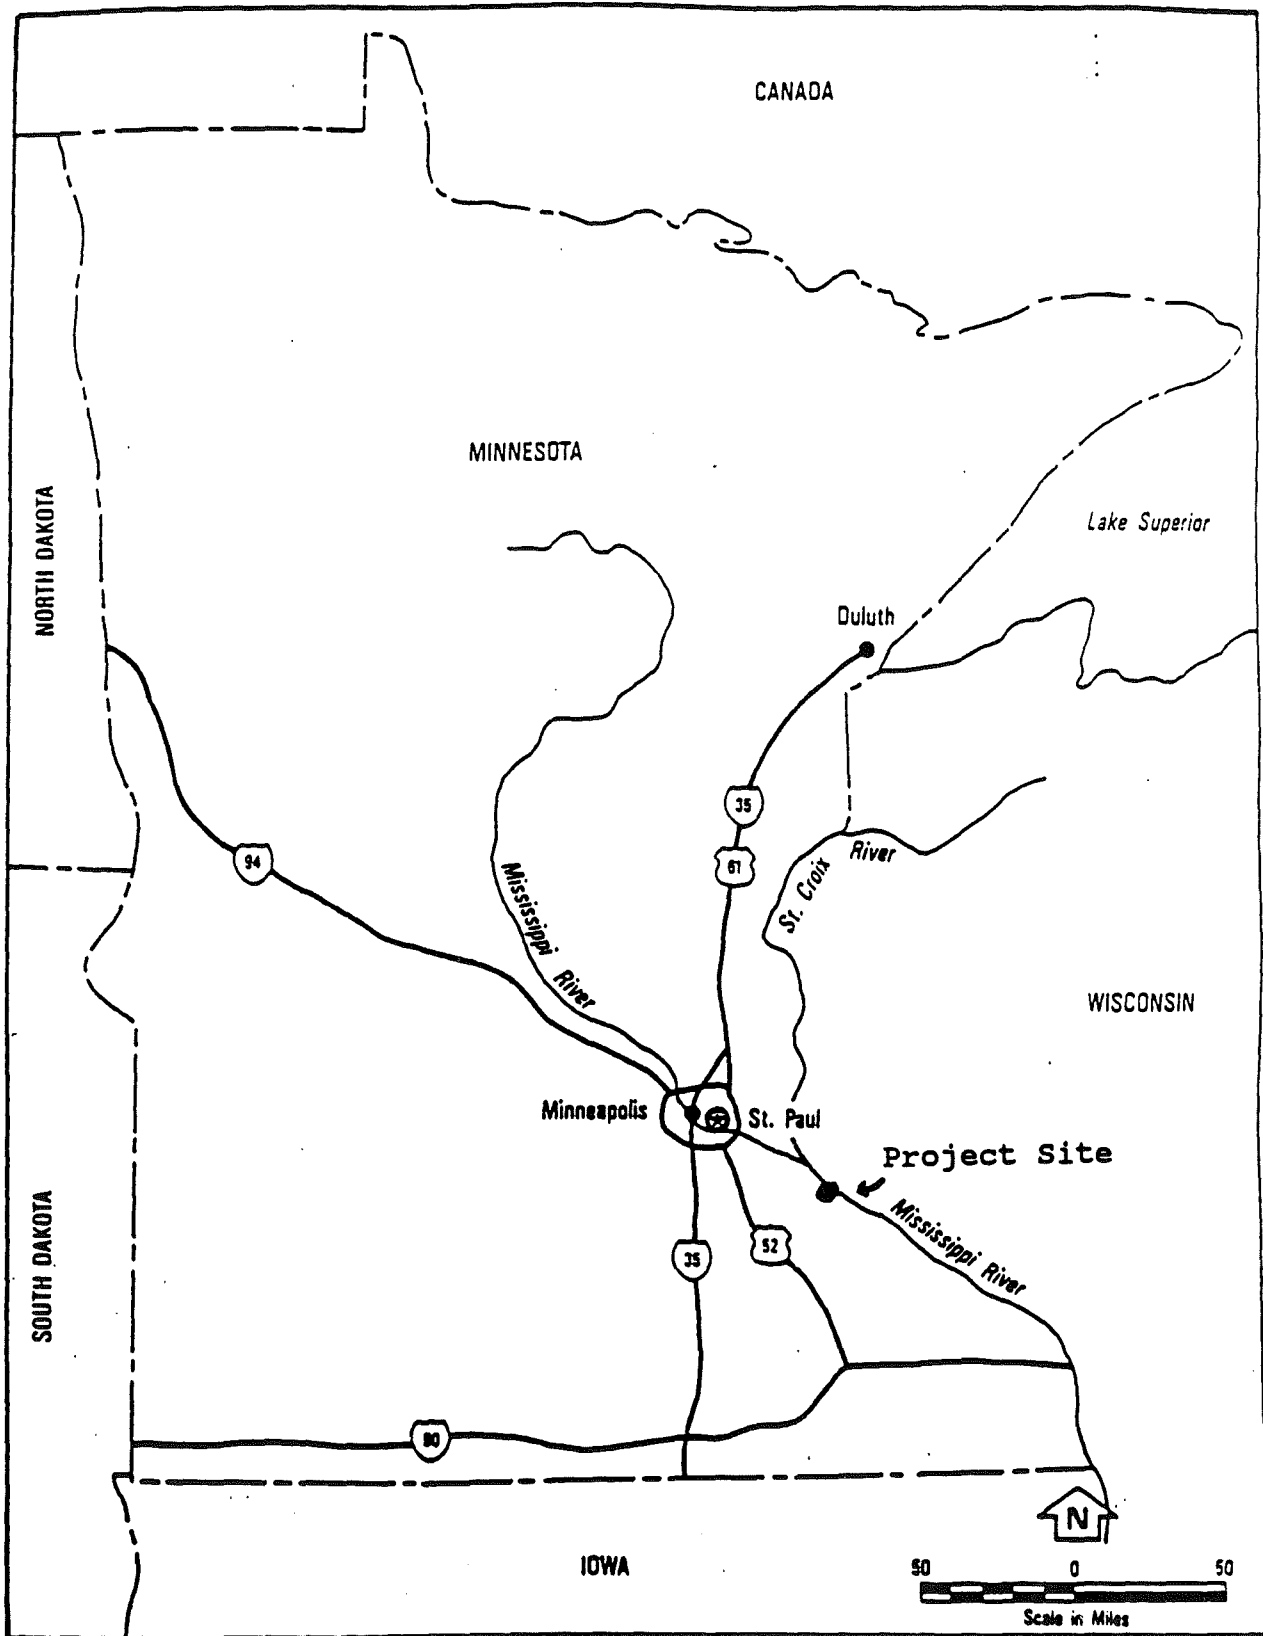 CANADA
MINNESOTA
NORTH DAKOTA
Lake Superior
Duluth
35
94
61
St. Croix River
Mississippi River
WISCONSIN
Minneapolis
St. Paul
Project Site
Mississippi River
52
35
SOUTH DAKOTA
90
N
IOWA
50 0 50
Scale in Miles